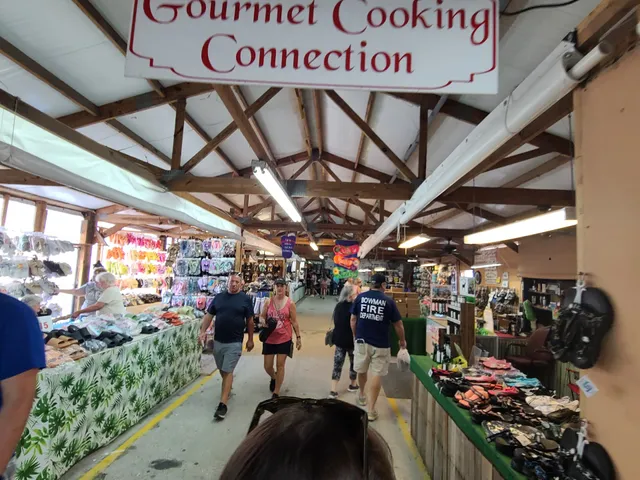 Gourmet Cooking
Connection
BOWMAN
FIRE
DEPARTMENT